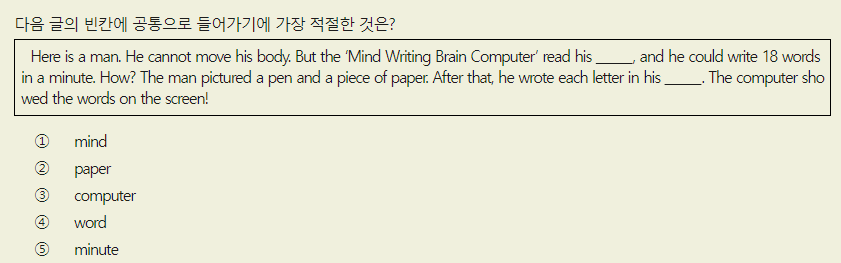 다음 글의 빈칸에 공통으로 들어가기에 가장 적절한 것은?
Here is a man. He cannot move his body. But the ‘Mind Writing Brain Computer’ read his _____, and he could write 18 words
in a minute. How? The man pictured a pen and a piece of paper. After that, he wrote each letter in his _____. The computer sho
wed the words on the screen!
① mind
② paper
③ computer
④ word
⑤ minute